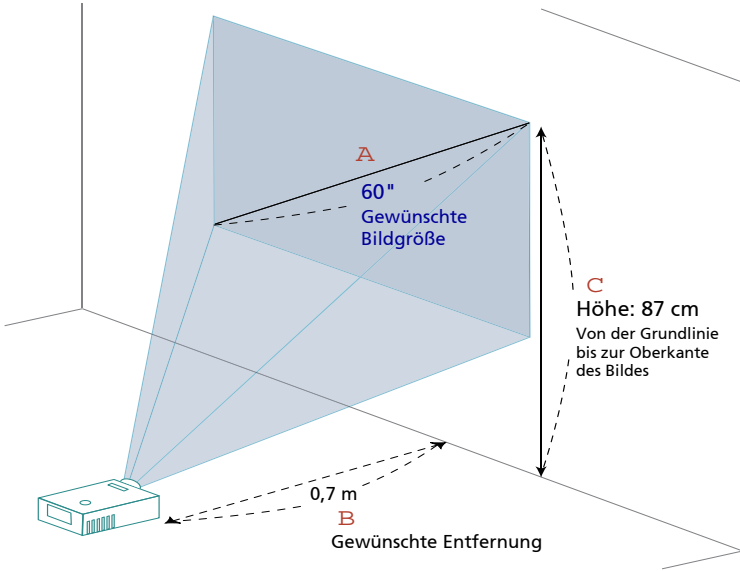 A
60"
Gewünschte
Bildgröße
C
Höhe: 87 cm
Von der Grundlinie
bis zur Oberkante
des Bildes
0,7 m
B
Gewünschte Entfernung